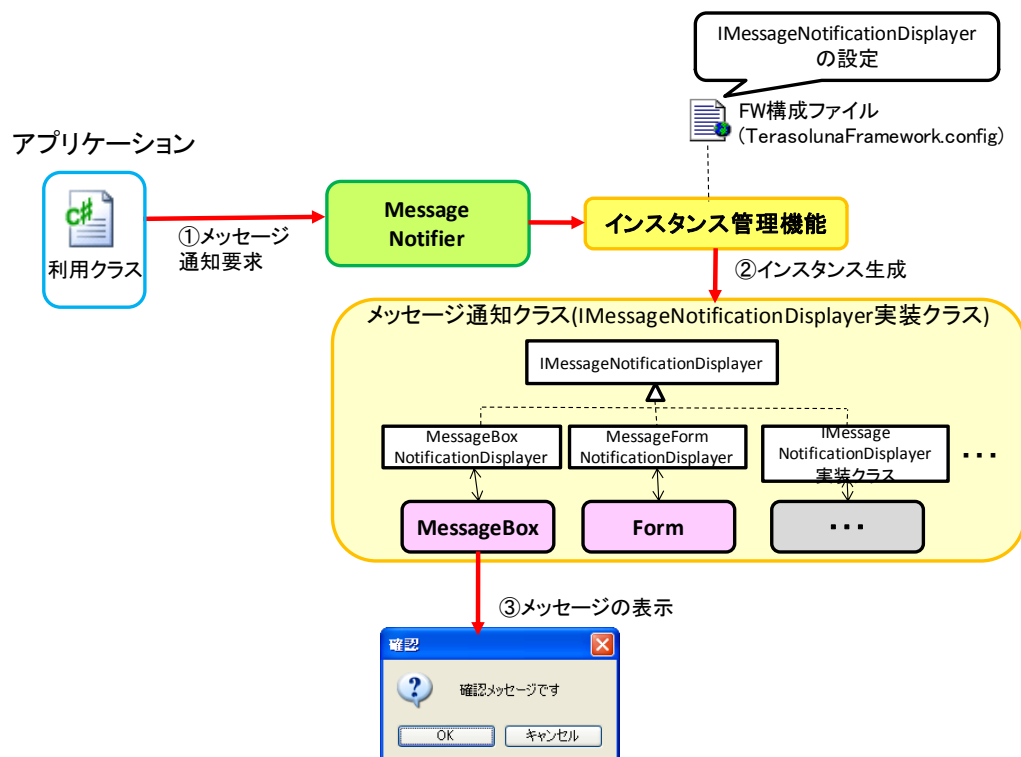 IMessageNotificationDisplayer
の設定
FW構成ファイル
(TerasolunaFramework.config)
アプリケーション
C#
利用クラス
①メッセージ
通知要求
Message
Notifier
インスタンス管理機能
②インスタンス生成
メッセージ通知クラス(IMessageNotificationDisplayer実装クラス)
IMessageNotificationDisplayer
MessageBox
NotificationDisplayer
MessageForm
NotificationDisplayer
IMessage
NotificationDisplayer
実装クラス
・・・
MessageBox
Form
・・・
③メッセージの表示
確認
?
確認メッセージです
OK
キャンセル